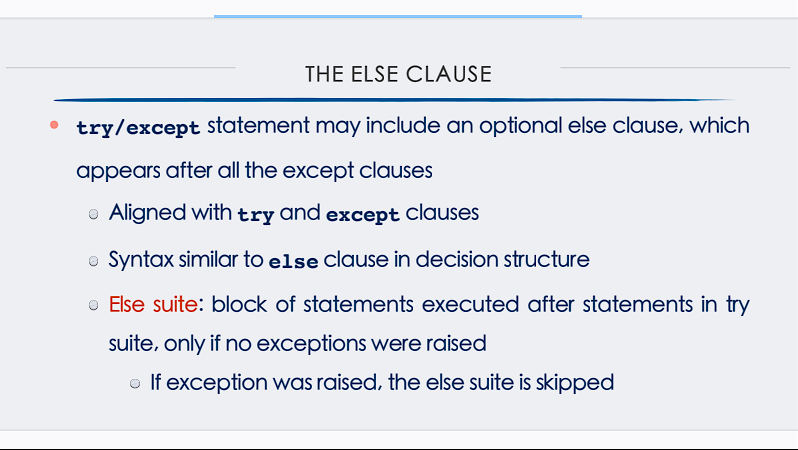 THE ELSE CLAUSE
try/except statement may include an optional else clause, which
appears after all the except clauses
Aligned with try and except clauses
Syntax similar to else clause in decision structure
Else suite: block of statements executed after statements in try
suite, only if no exceptions were raised
If exception was raised, the else suite is skipped